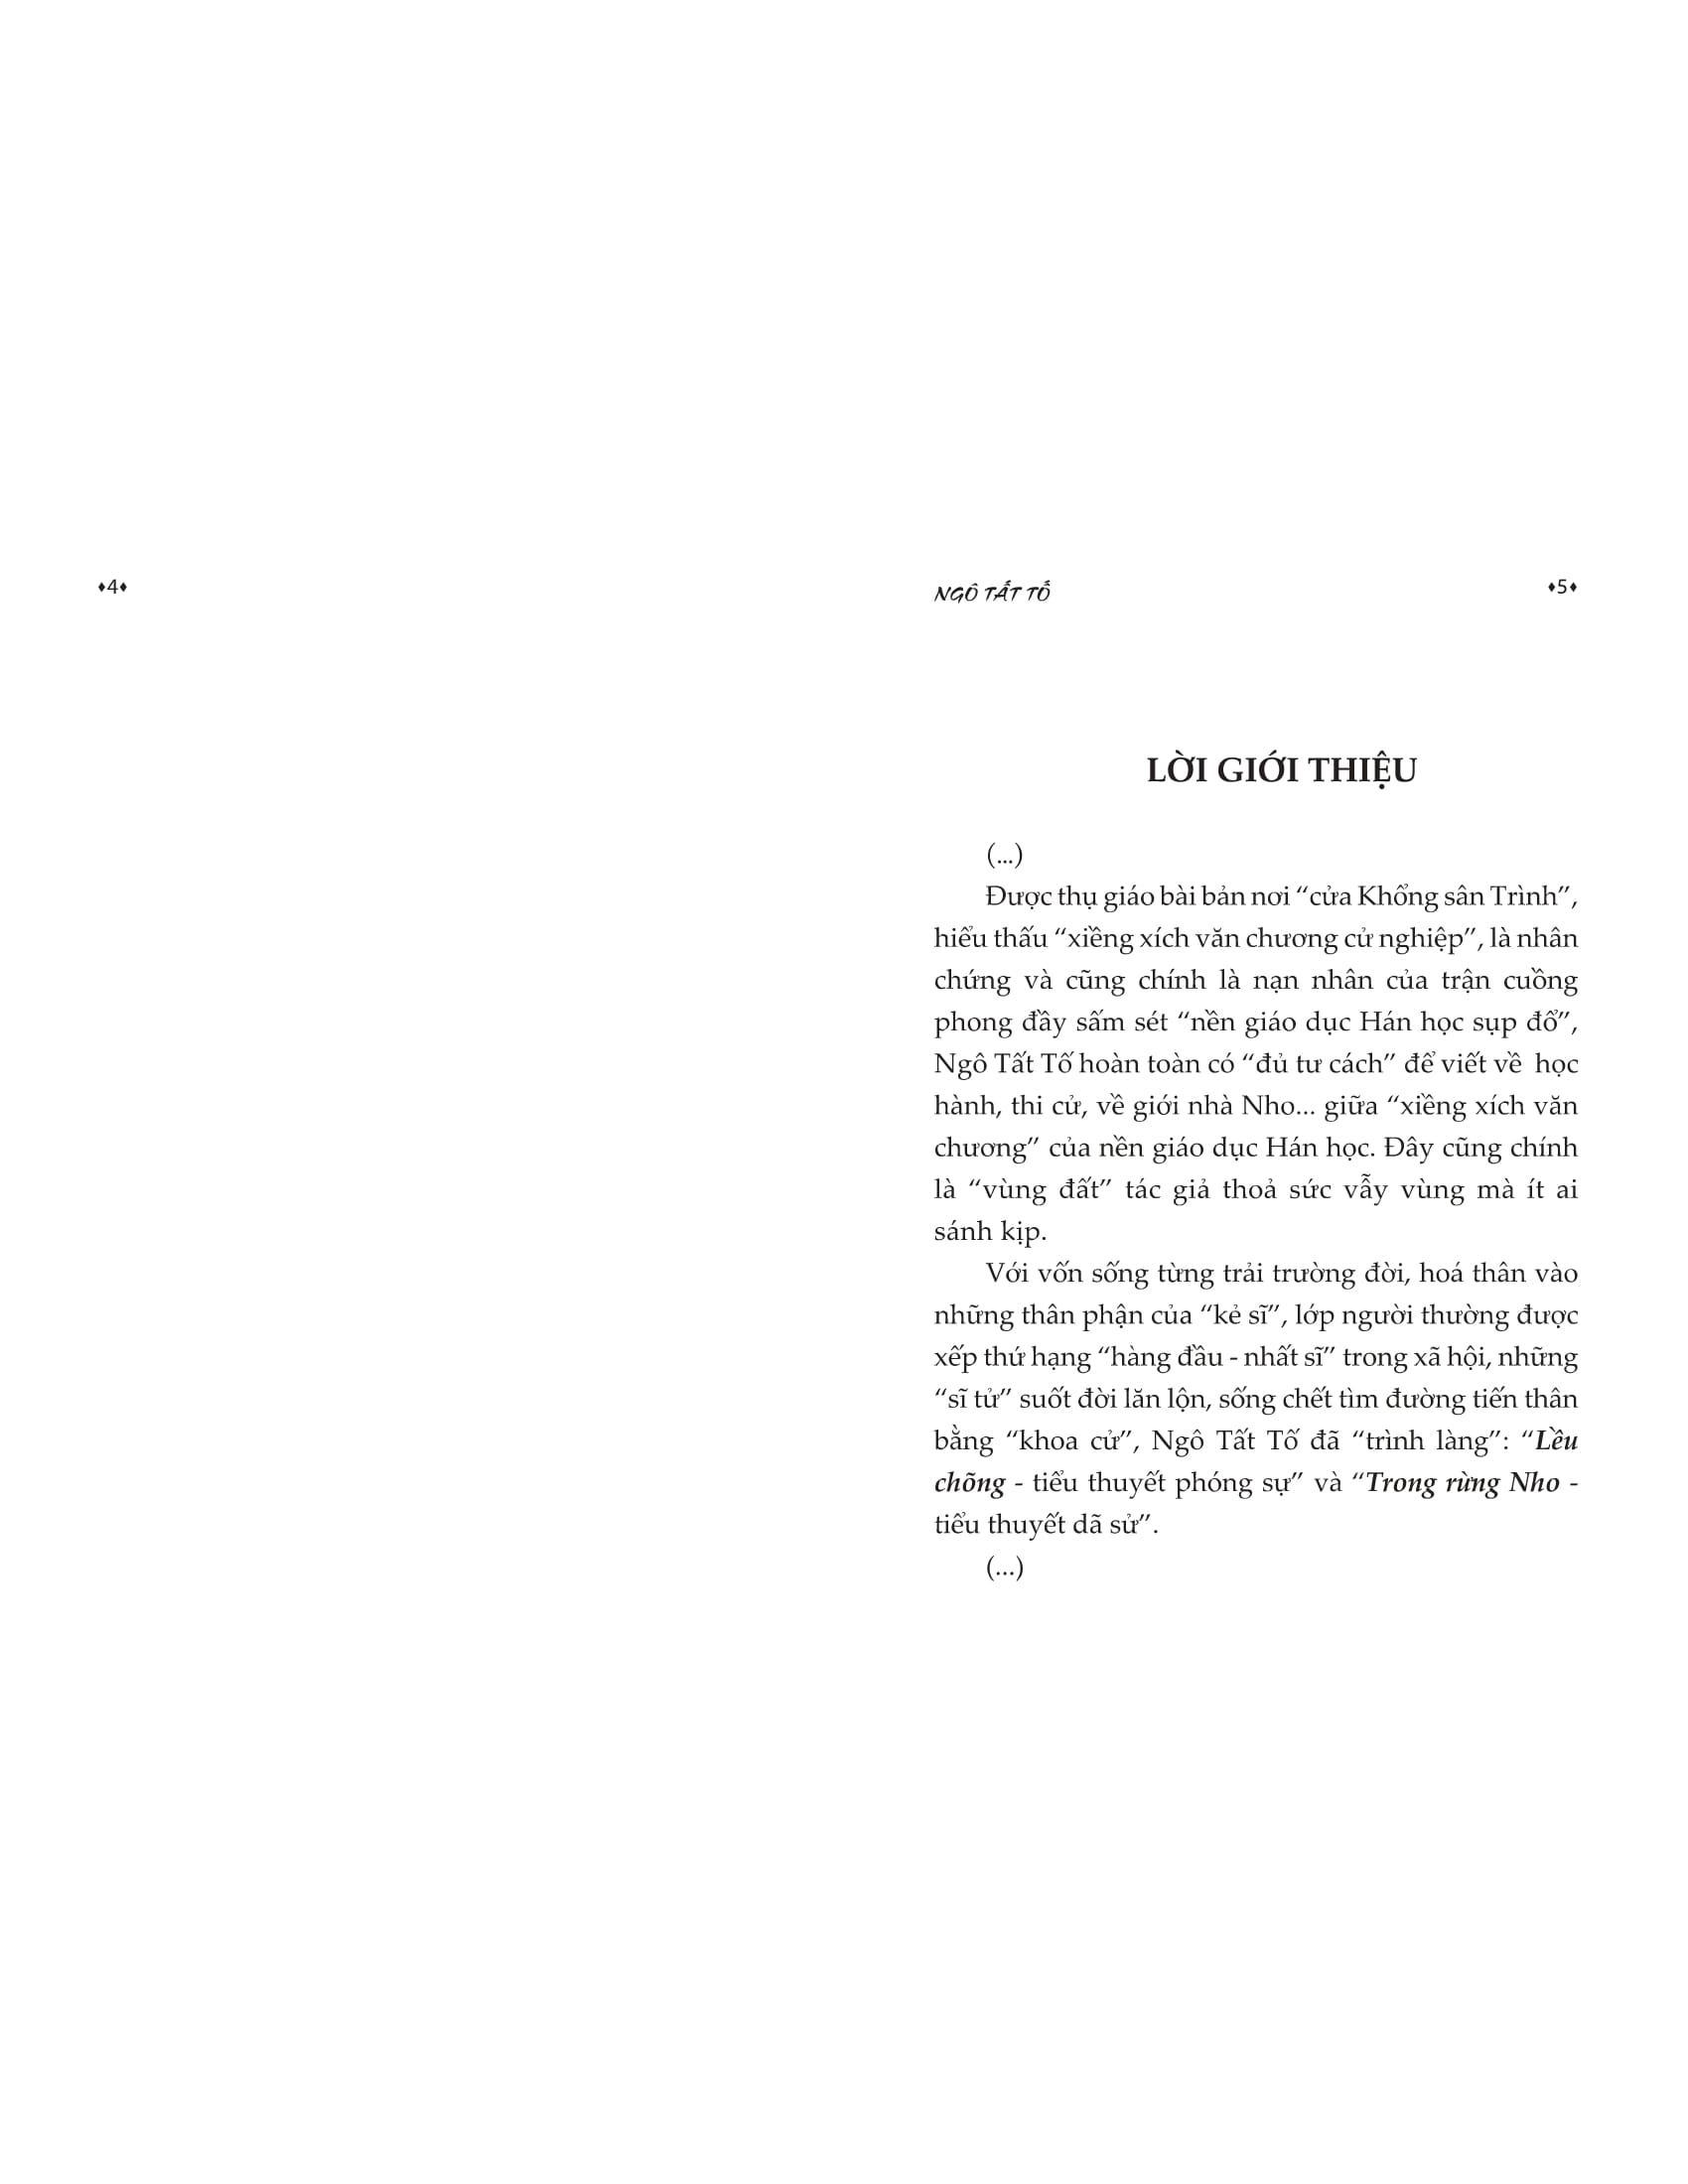 ♦4♦
NGÔ TẤT TỐ
♦5♦
LỜI GIỚI THIỆU
(...)
Được thụ giáo bài bản nơi “cửa Khổng sân Trình”,
hiểu thấu “xiềng xích văn chương cử nghiệp”, là nhân
chứng và cũng chính là nạn nhân của trận cuồng
phong đầy sấm sét “nền giáo dục Hán học sụp đổ”,
Ngô Tất Tố hoàn toàn có “đủ tư cách” để viết về học
hành, thi cử, về giới nhà Nho... giữa “xiềng xích văn
chương” của nền giáo dục Hán học. Đây cũng chính
là “vùng đất” tác giả thoả sức vẫy vùng mà ít ai
sánh kịp.
Với vốn sống từng trải trường đời, hoá thân vào
những thân phận của “kẻ sĩ”, lớp người thường được
xếp thứ hạng “hàng đầu - nhất sĩ” trong xã hội, những
“sĩ tử” suốt đời lăn lộn, sống chết tìm đường tiến thân
bằng “khoa cử”, Ngô Tất Tố đã “trình làng”: “Lều
chõng - tiểu thuyết phóng sự” và “Trong rừng Nho -
tiểu thuyết dã sử”.
(...)